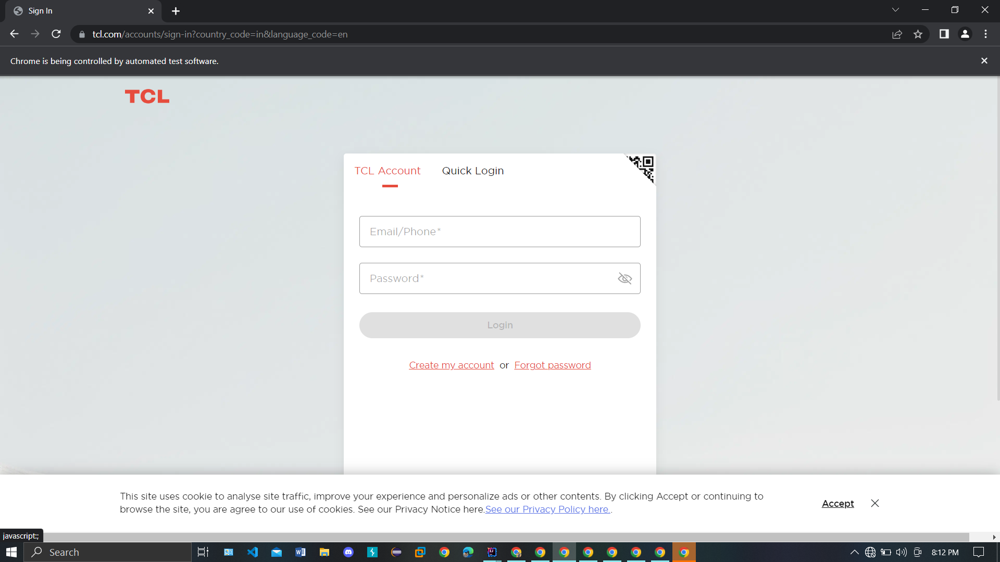 Sign In
tcl.com/accounts/sign-in?country_code=in&language_code=en
Chrome is being controlled by automated test software.
TCL
TCL Account
Quick Login
Email/Phone*
Password*
Login
Create my account or Forgot password
This site uses cookie to analyse site traffic, improve your experience and personalize ads or other contents. By clicking Accept or continuing to
browse the site, you are agree to our use of cookies. See our Privacy Notice here.See our Privacy Policy here..
Accept
javascript:;
Search
8:12 PM